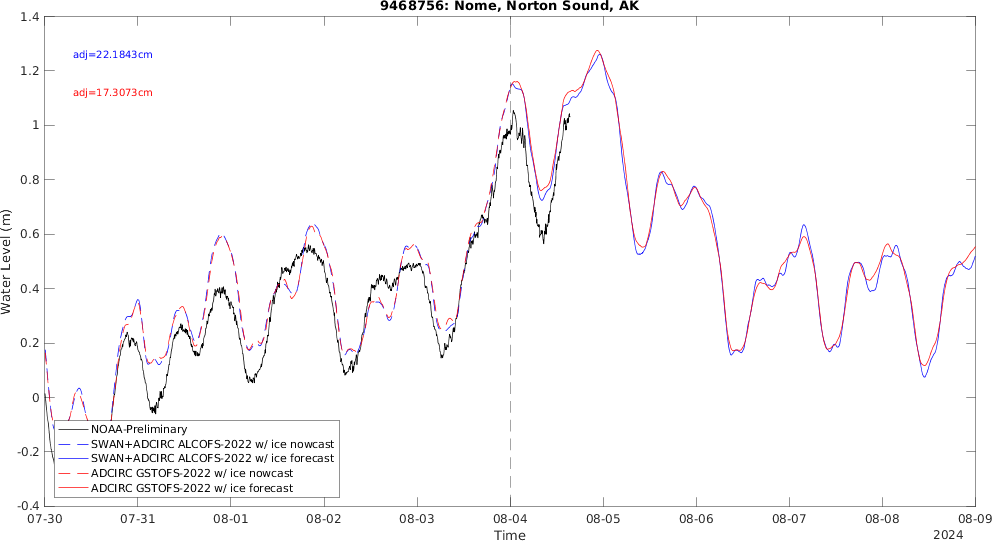 9468756: Nome, Norton Sound, AK
1.4
1.2
1
0.8
0.6
0.4
0.2
0
-0.2
-0.4
Water Level (m)
adj=22.1843cm
adj=17.3073cm
NOAA-Preliminary
SWAN+ADCIRC ALCOFS-2022 w/ ice nowcast
SWAN+ADCIRC ALCOFS-2022 w/ ice forecast
ADCIRC GSTOFS-2022 w/ ice nowcast
ADCIRC GSTOFS-2022 w/ ice forecast
07-30 07-31 08-01 08-02 08-03 08-04 08-05 08-06 08-07 08-08 08-09
Time 2024